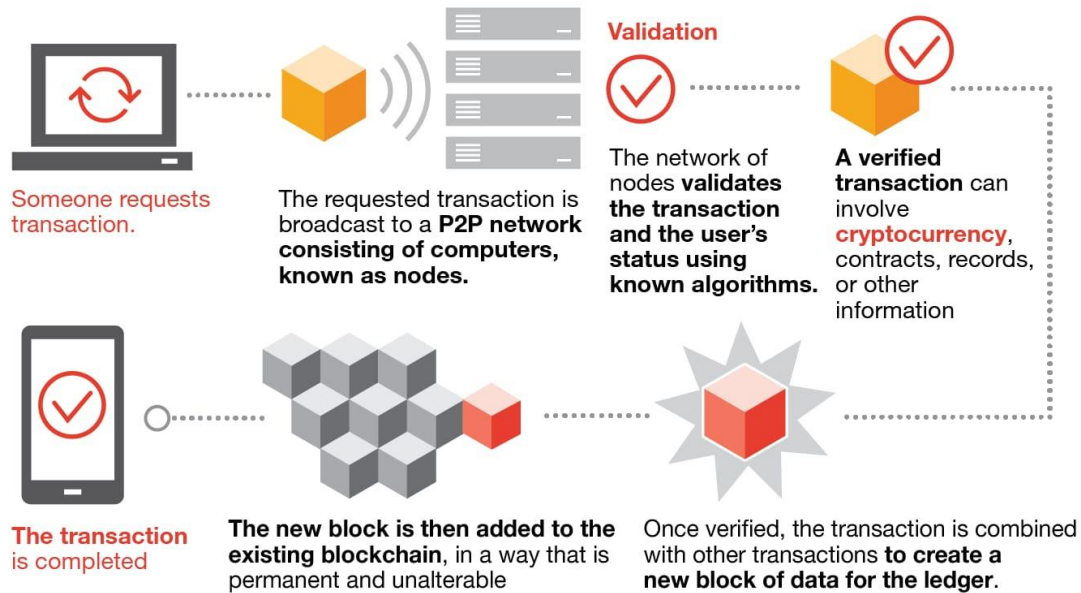 Someone requests
transaction.
The requested transaction is
broadcast to a P2P network
consisting of computers,
known as nodes.
Validation
The network of
nodes validates
the transaction
and the user's
status using
known algorithms.
A verified
transaction can
involve
cryptocurrency,
contracts, records,
or other
information
Once verified, the transaction is combined
with other transactions to create a
new block of data for the ledger.
The new block is then added to the
existing blockchain, in a way that is
permanent and unalterable
The transaction
is completed